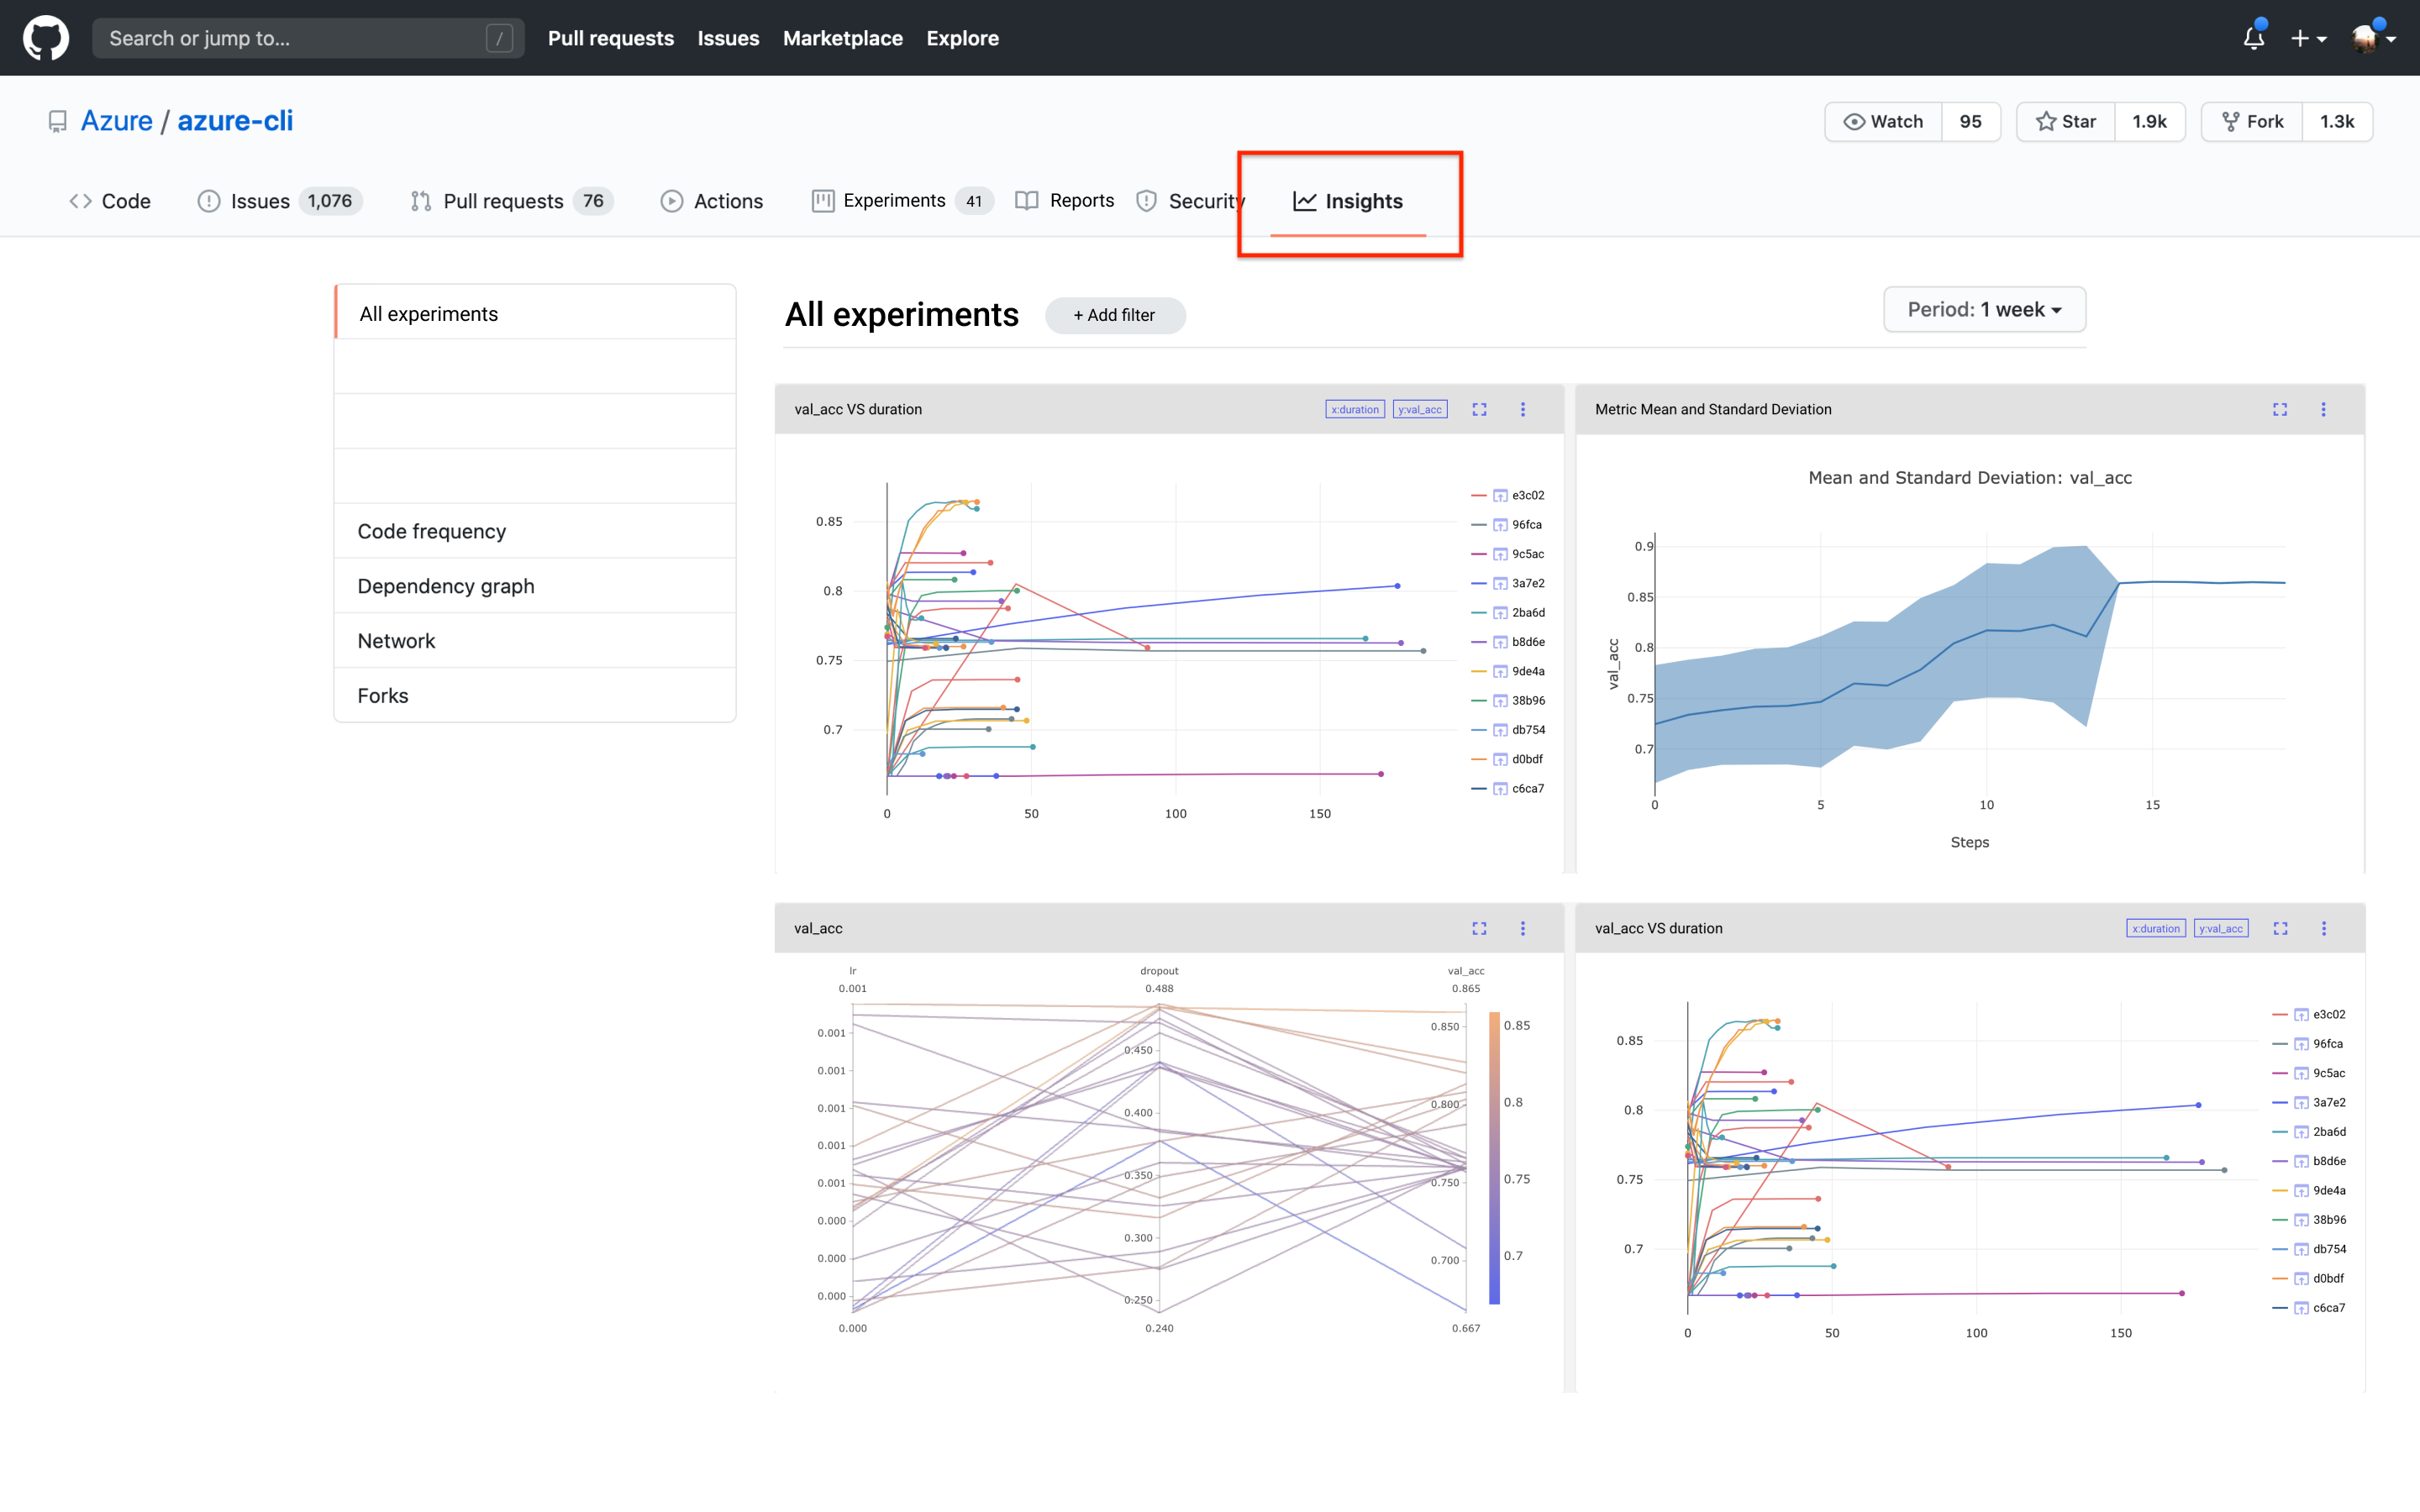 Search or jump to... /
Pull requests Issues Marketplace Explore
Azure / azure-cli
Watch 95 Star 1.9k Fork 1.3k
Code Issues 1,076 Pull requests 76 Actions Experiments 41 Reports Security Insights
All experiments
Code frequency
Dependency graph
Network
Forks
All experiments + Add filter Period: 1 week
val_acc VS duration x:duration y:val_acc
0.85
0.8
0.75
0.7
0 50 100 150
e3c02
96fca
9c5ac
3a7e2
2ba6d
b8d6e
9de4a
38b96
db754
d0bdf
c6ca7
Metric Mean and Standard Deviation
Mean and Standard Deviation: val_acc
val_acc
0.9
0.85
0.8
0.75
0.7
0 5 10 15
Steps
val_acc
lr dropout val_acc
0.001 0.488 0.865
0.001
0.001
0.001
0.001
0.001
0.000
0.000
0.000
0.000
0.450
0.400
0.350
0.300
0.250
0.240
0.850
0.800
0.750
0.700
0.667
0.85
0.8
0.75
0.7
val_acc VS duration x:duration y:val_acc
0.85
0.8
0.75
0.7
0 50 100 150
e3c02
96fca
9c5ac
3a7e2
2ba6d
b8d6e
9de4a
38b96
db754
d0bdf
c6ca7